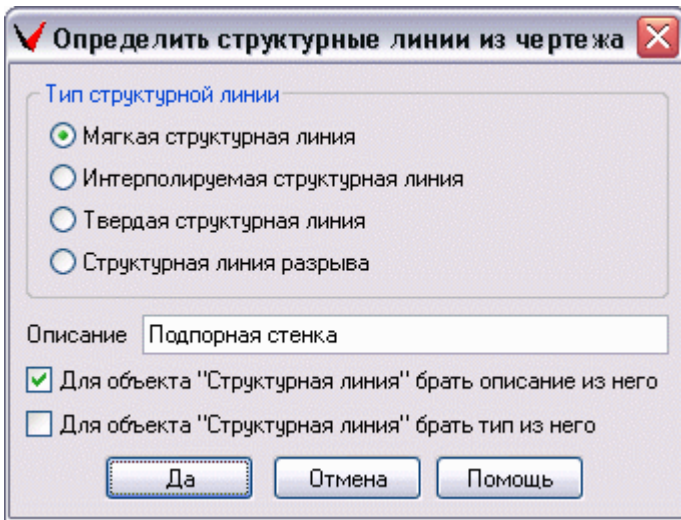 Определить структурные линии из чертежа
Тип структурной линии
Мягкая структурная линия
Интерполируемая структурная линия
Твердая структурная линия
Структурная линия разрыва
Описание Подпорная стенка
Для объекта "Структурная линия" брать описание из него
Для объекта "Структурная линия" брать тип из него
Да Отмена Помощь